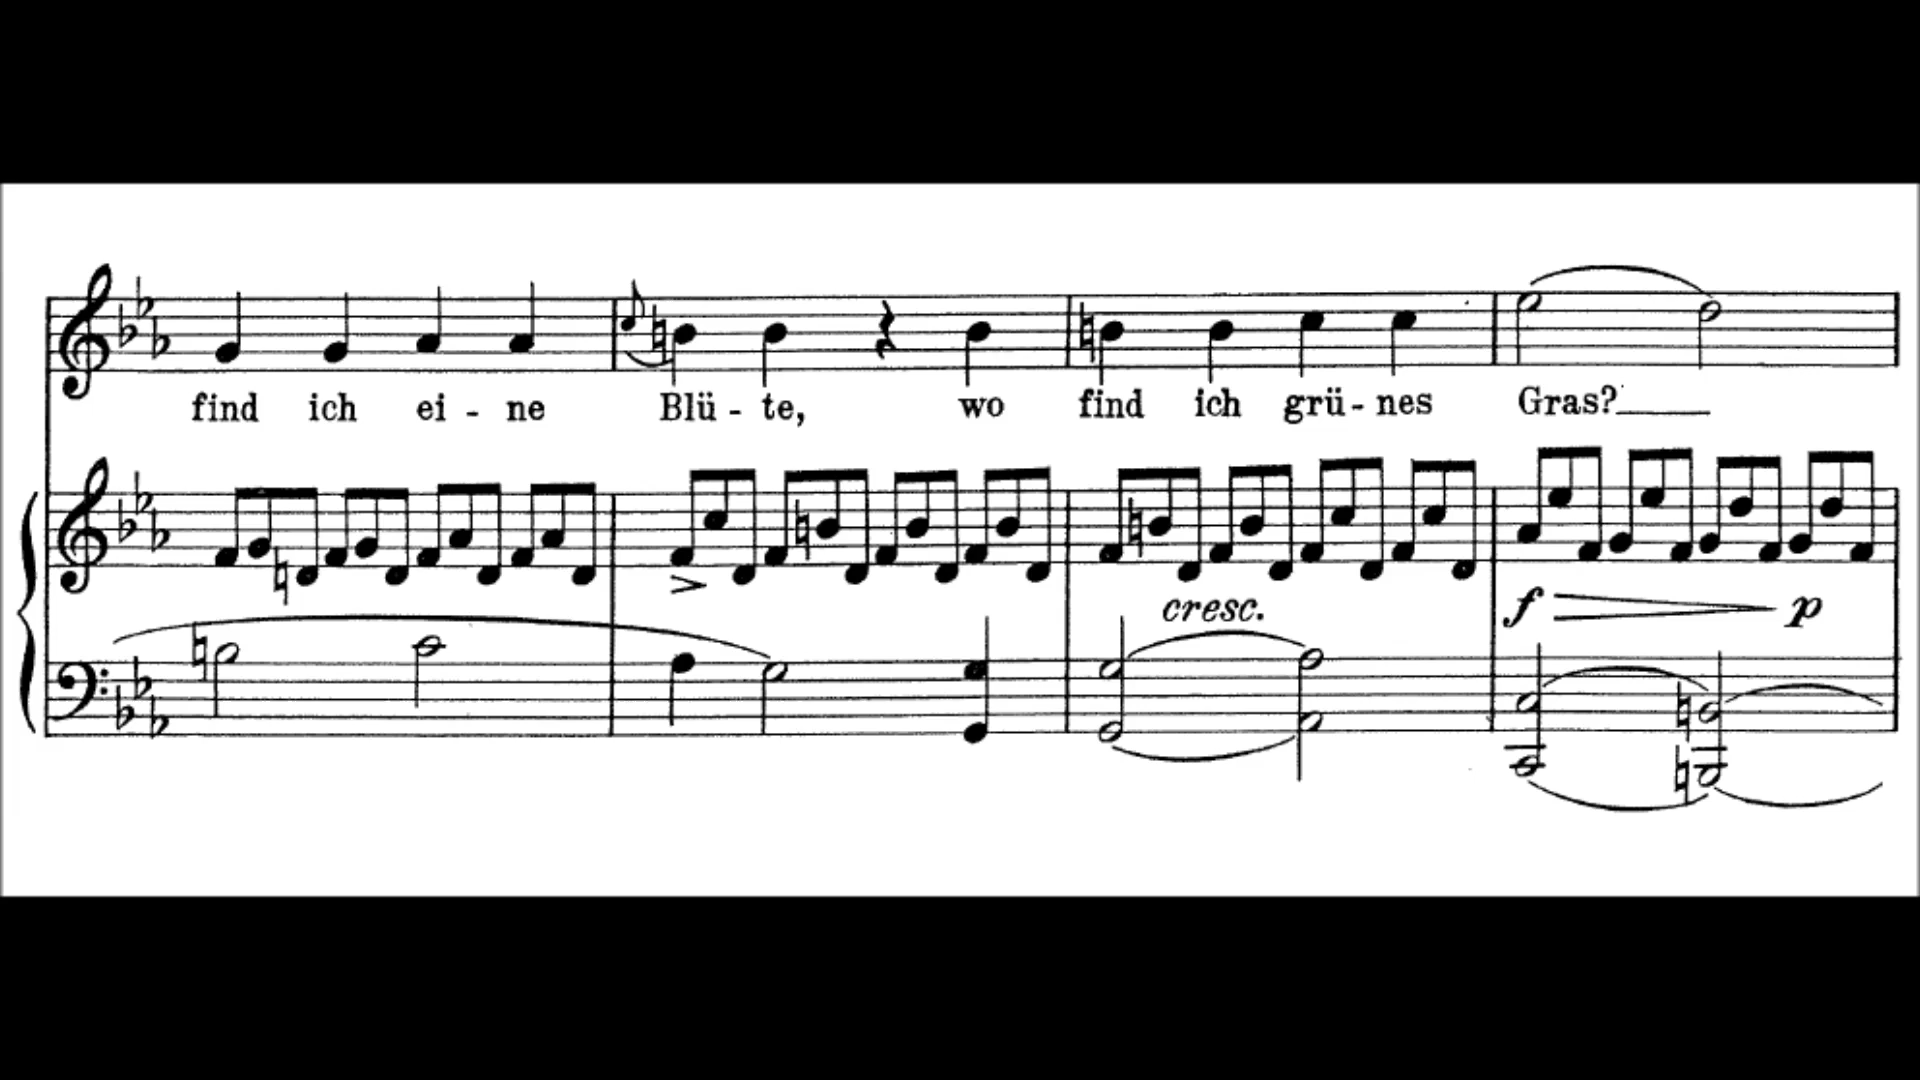 find ich ei - ne Blü - te, wo find ich grü - nes Gras?
cresc. f p